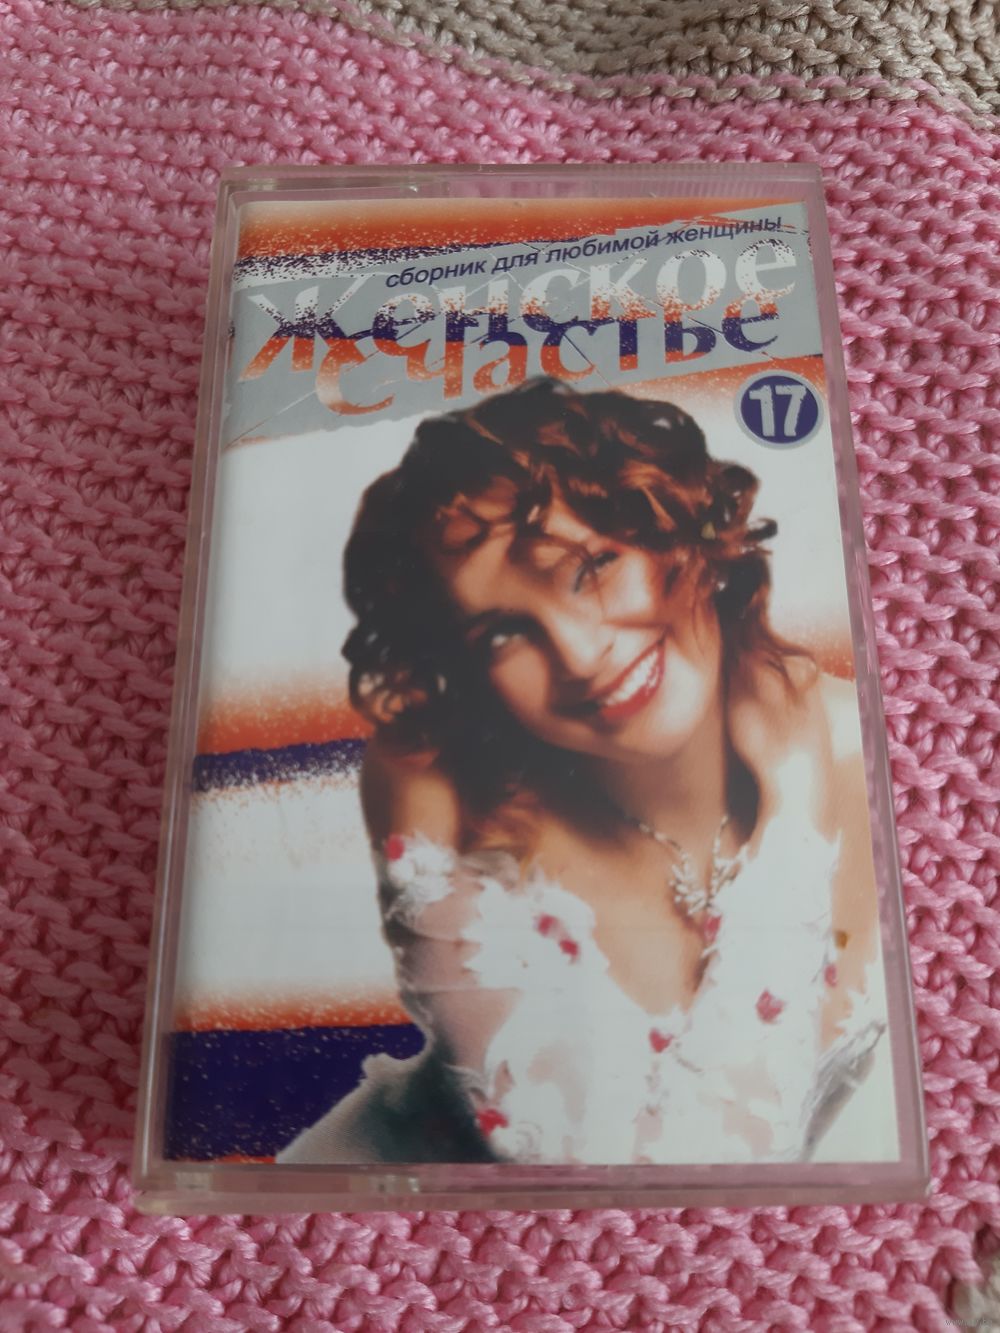 сборник для любимой женщины
Женское
счастье
17